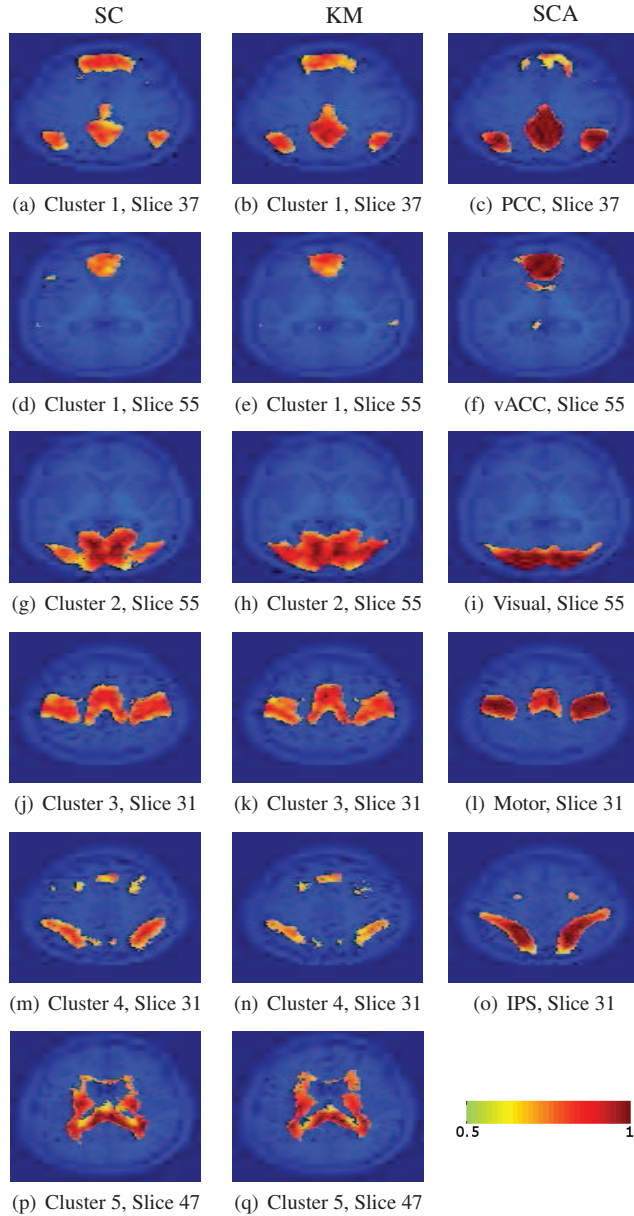 SC KM SCA
(a) Cluster 1, Slice 37 (b) Cluster 1, Slice 37 (c) PCC, Slice 37
(d) Cluster 1, Slice 55 (e) Cluster 1, Slice 55 (f) vACC, Slice 55
(g) Cluster 2, Slice 55 (h) Cluster 2, Slice 55 (i) Visual, Slice 55
(j) Cluster 3, Slice 31 (k) Cluster 3, Slice 31 (l) Motor, Slice 31
(m) Cluster 4, Slice 31 (n) Cluster 4, Slice 31 (o) IPS, Slice 31
0.5 1
(p) Cluster 5, Slice 47 (q) Cluster 5, Slice 47